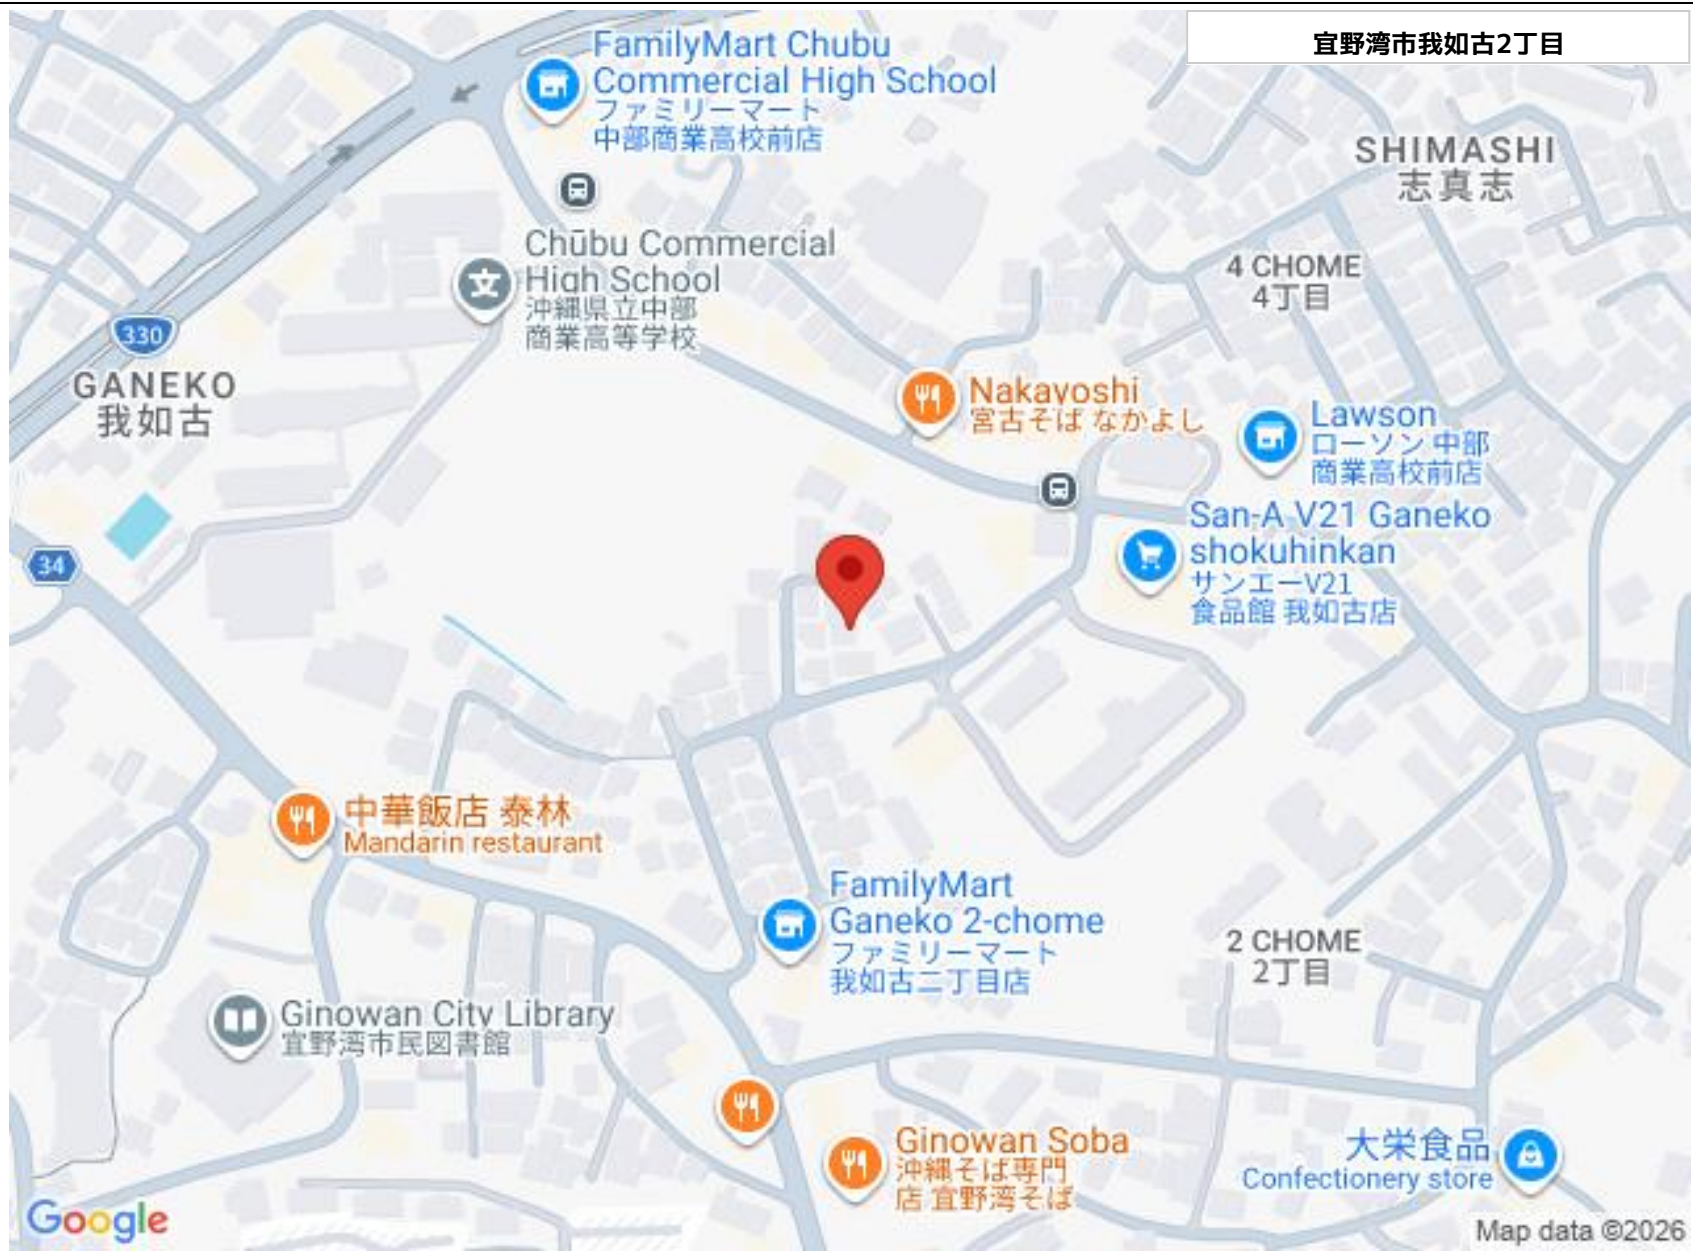 宜野湾市我如古2丁目
FamilyMart Chubu
Commercial High School
ファミリーマート
中部商業高校前店
SHIMASHI
志真志
Chūbu Commercial
High School
沖縄県立中部
商業高等学校
4 CHOME
4丁目
330
GANEKO
我如古
Nakayoshi
宮古そば なかよし
Lawson
ローソン 中部
商業高校前店
San-A V21 Ganeko
shokuhinkan
サンエーV21
食品館 我如古店
34
中華飯店 泰林
Mandarin restaurant
FamilyMart
Ganeko 2-chome
ファミリーマート
我如古二丁目店
2 CHOME
2丁目
Ginowan City Library
宜野湾市民図書館
Ginowan Soba
沖縄そば専門
店 宜野湾そば
大栄食品
Confectionery store
Google
Map data ©2026